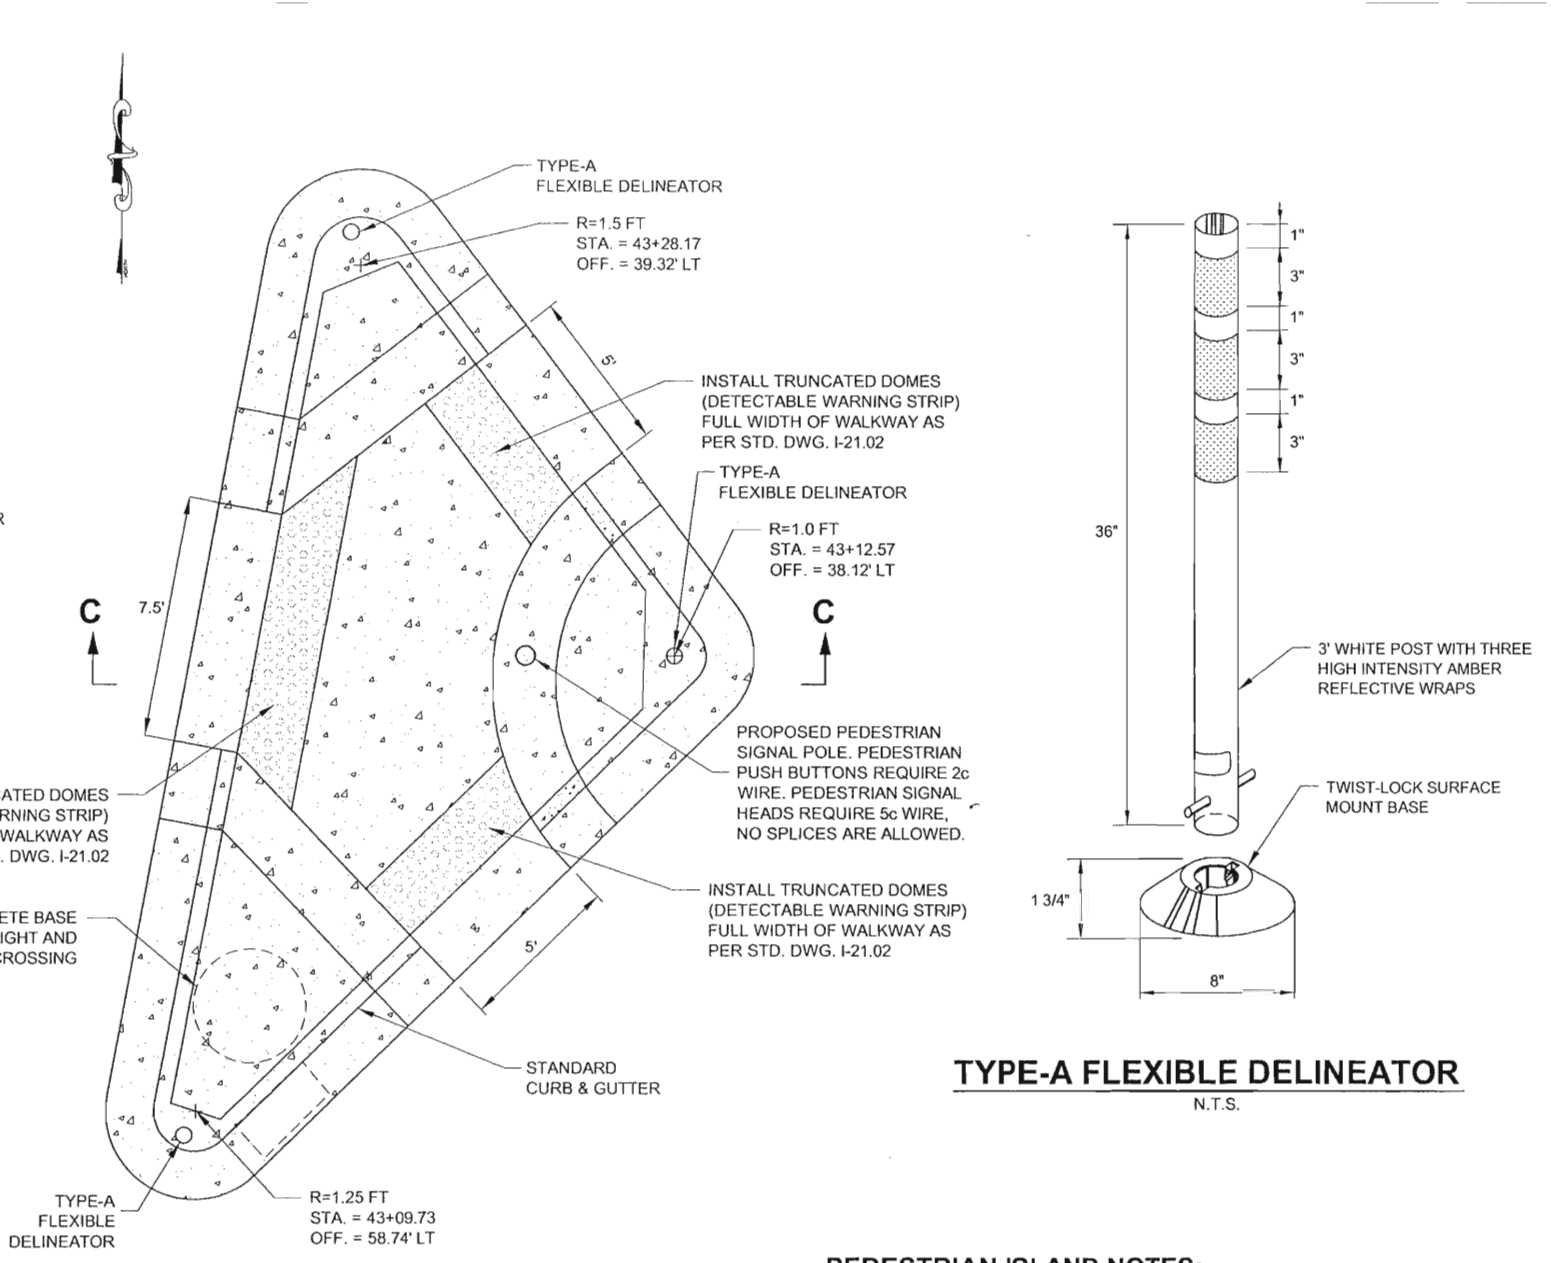 TYPE-A
FLEXIBLE DELINEATOR
R=1.5 FT
STA. = 43+28.17
OFF. = 39.32' LT
5'
INSTALL TRUNCATED DOMES
(DETECTABLE WARNING STRIP)
FULL WIDTH OF WALKWAY AS
PER STD. DWG. I-21.02
TYPE-A
FLEXIBLE DELINEATOR
R=1.0 FT
STA. = 43+12.57
OFF. = 38.12' LT
R
7.5'
C
C
PROPOSED PEDESTRIAN
SIGNAL POLE. PEDESTRIAN
PUSH BUTTONS REQUIRE 2c
WIRE. PEDESTRIAN SIGNAL
HEADS REQUIRE 5c WIRE,
NO SPLICES ARE ALLOWED.
CATED DOMES
RNING STRIP)
WALKWAY AS
. DWG. I-21.02
INSTALL TRUNCATED DOMES
(DETECTABLE WARNING STRIP)
FULL WIDTH OF WALKWAY AS
PER STD. DWG. I-21.02
5'
ETE BASE
IGHT AND
CROSSING
STANDARD
CURB & GUTTER
TYPE-A
FLEXIBLE
DELINEATOR
R=1.25 FT
STA. = 43+09.73
OFF. = 58.74' LT
1"
3"
1"
3"
1"
3"
36"
3' WHITE POST WITH THREE
HIGH INTENSITY AMBER
REFLECTIVE WRAPS
TWIST-LOCK SURFACE
MOUNT BASE
1 3/4"
8"
TYPE-A FLEXIBLE DELINEATOR
N.T.S.
PEDESTRIAN ISLAND NOTES: